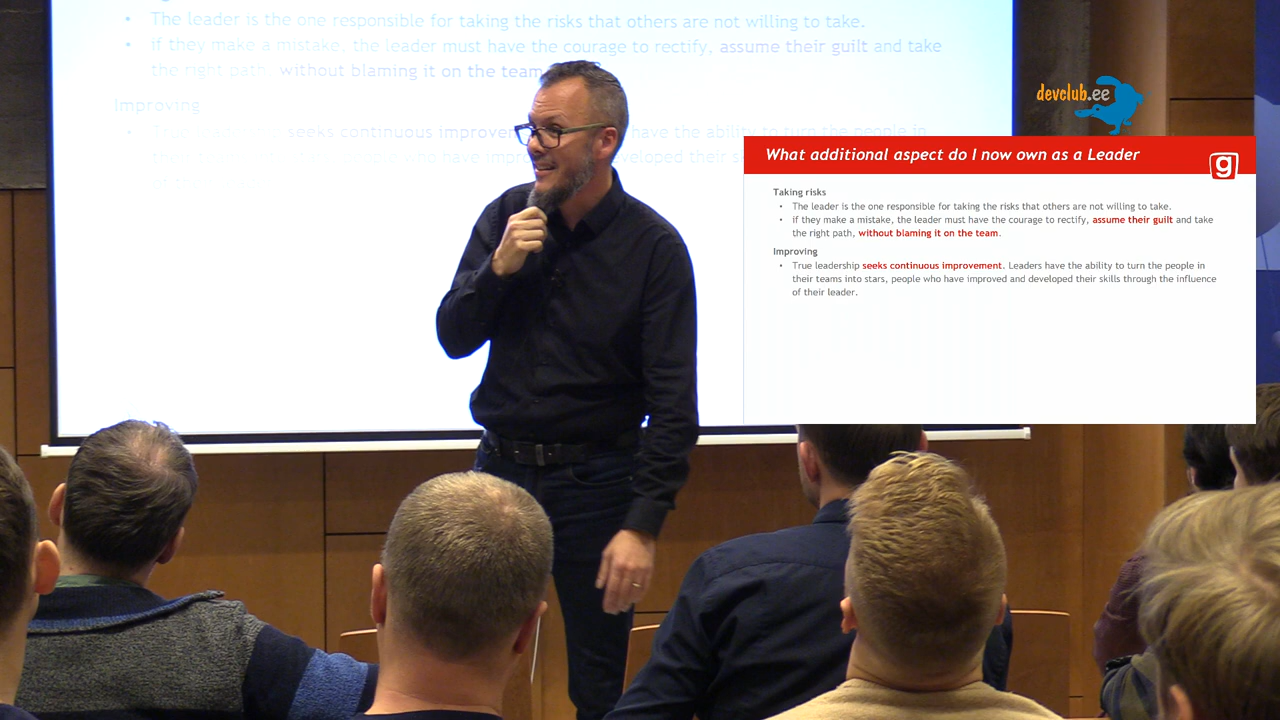 The leader is the one responsible for taking the risks that others are not willing to take.
if they make a mistake, the leader must have the courage to rectify, assume their guilt and take
the right path, without blaming it on the team
Improving
seeks continuous improvem have the ability to turn the people in
people who have impro developed their sk
devclub.ee
What additional aspect do I now own as a Leader
g
Taking risks
• The leader is the one responsible for taking the risks that others are not willing to take.
• if they make a mistake, the leader must have the courage to rectify, assume their guilt and take
the right path, without blaming it on the team.
Improving
• True leadership seeks continuous improvement. Leaders have the ability to turn the people in
their teams into stars, people who have improved and developed their skills through the influence
of their leader.